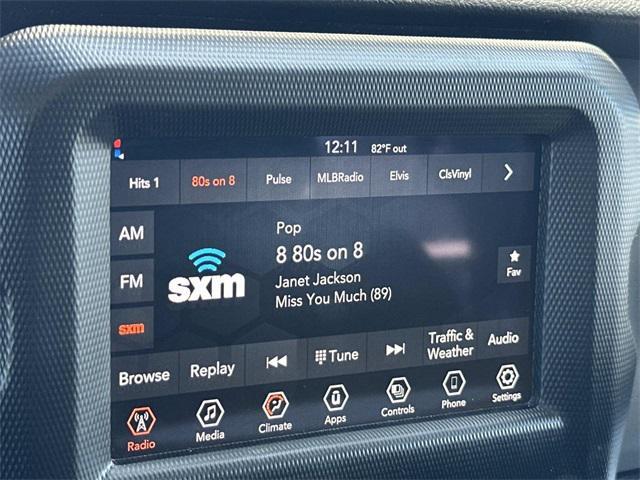 12:11 82°F out
Hits 1 80s on 8 Pulse MLBRadio Elvis ClsVinyl
AM
FM
sxm
sxm
Pop
8 80s on 8
Janet Jackson
Miss You Much (89)
Fav
Browse Replay Tune Traffic & Weather Audio
Radio Media Climate Apps Controls Phone Settings